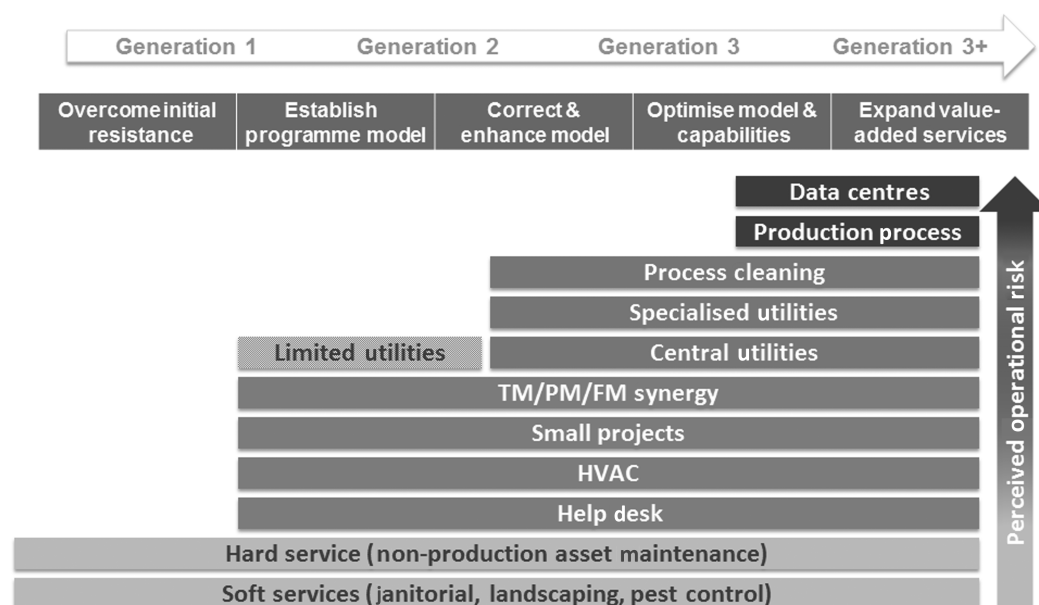 Generation 1 Generation 2 Generation 3 Generation 3+
Overcome initial
resistance
Establish
programme model
Correct &
enhance model
Optimise model &
capabilities
Expand value-
added services
Data centres
Production process
Process cleaning
Specialised utilities
Limited utilities
Central utilities
TM/PM/FM synergy
Small projects
HVAC
Help desk
Hard service (non-production asset maintenance)
Soft services (janitorial, landscaping, pest control)
Perceived operational risk